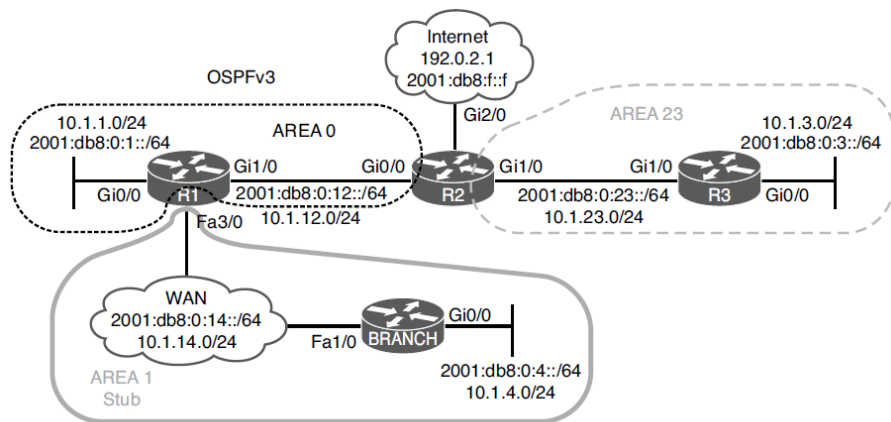 Internet
192.0.2.1
2001:db8:f::f
OSPFv3
Gi2/0
AREA 23
10.1.1.0/24
2001:db8:0:1::/64
AREA 0
10.1.3.0/24
2001:db8:0:3::/64
Gi1/0
Gi0/0
Gi1/0
Gi1/0
Gi0/0
R1
2001:db8:0:12::/64
R2
2001:db8:0:23::/64
R3
Gi0/0
10.1.12.0/24
10.1.23.0/24
Fa3/0
WAN
2001:db8:0:14::/64
10.1.14.0/24
Gi0/0
BRANCH
Fa1/0
AREA 1
Stub
2001:db8:0:4::/64
10.1.4.0/24